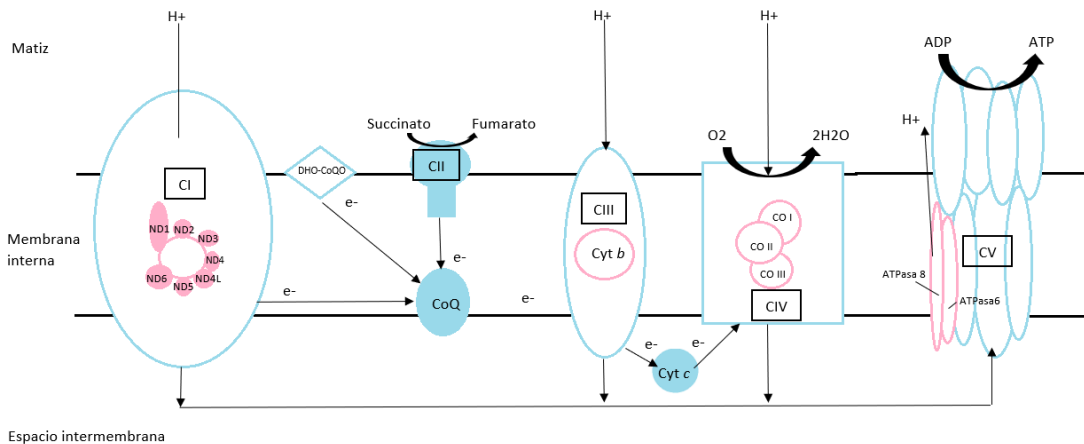 H+
H+
H+
Matiz
ADP
ATP
Succinato
Fumarato
O2
2H2O
H+
DHO-CoQO
CII
CI
e-
ND1
ND2
ND3
ND4
ND4L
ND5
ND6
Membrana
interna
e-
CoQ
e-
e-
CIII
Cyt b
CO I
CO II
CO III
CIV
CV
ATPasa 8
ATPasa6
e-
e-
Cyt c
Espacio intermembrana